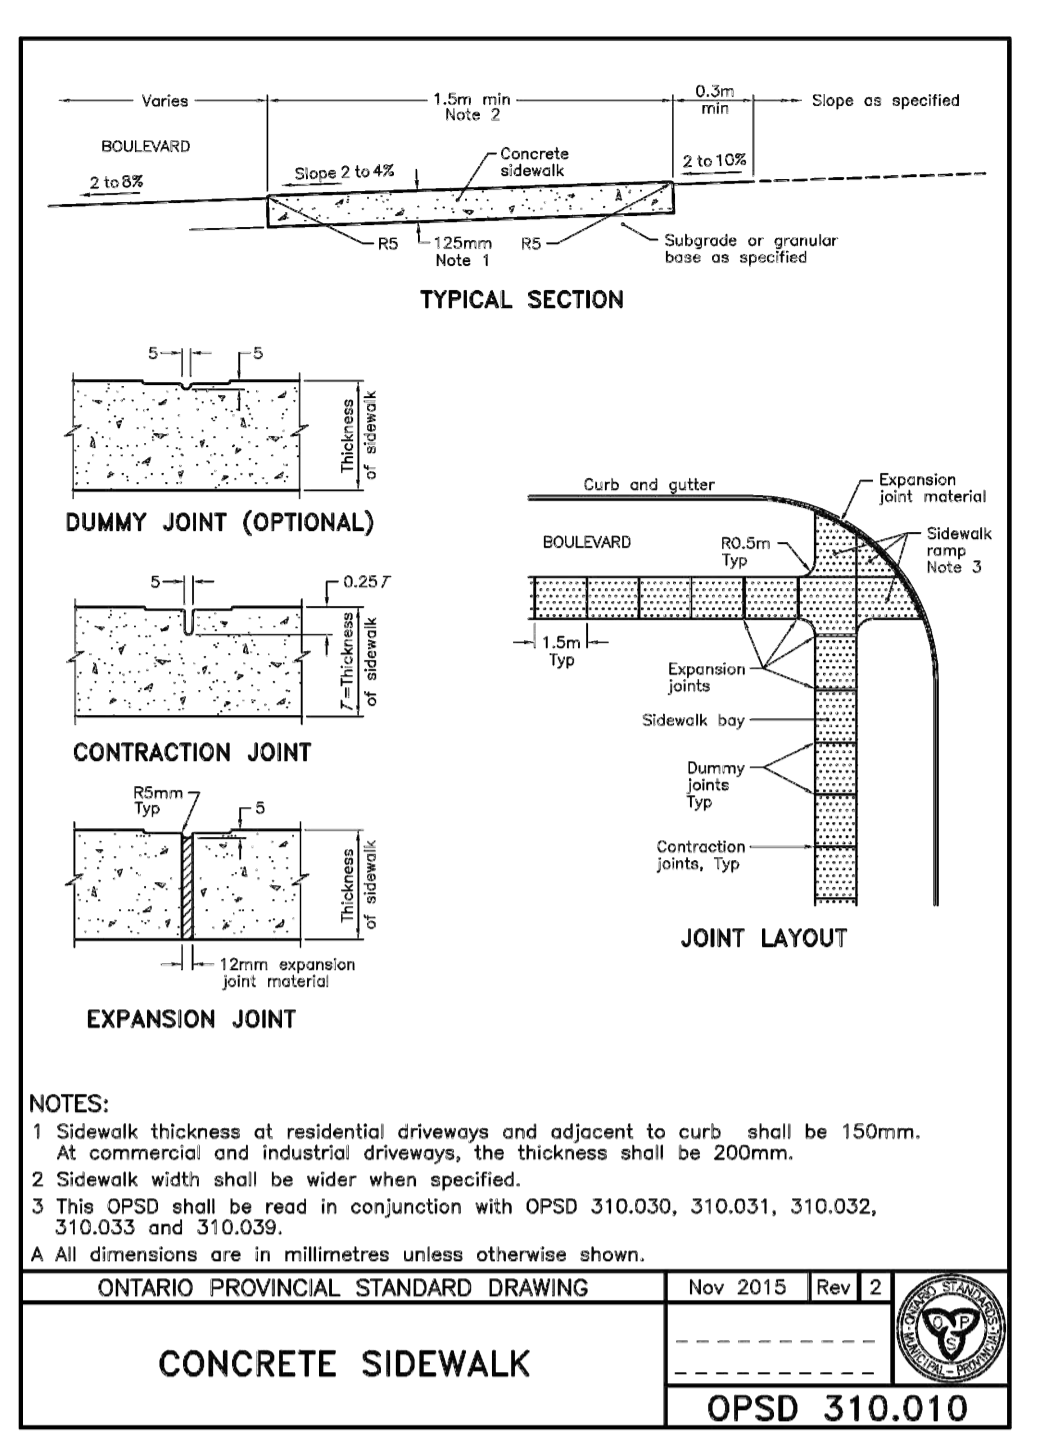 Varies
1.5m min
Note 2
0.3m
min
Slope as specified
BOULEVARD
2 to 8%
Slope 2 to 4%
Concrete
sidewalk
2 to 10%
R5
125mm
Note 1
R5
Subgrade or granular
base as specified
TYPICAL SECTION
5
5
Thickness
of sidewalk
DUMMY JOINT (OPTIONAL)
5
0.25T
T=Thickness
of sidewalk
CONTRACTION JOINT
R5mm
Typ
5
Thickness
of sidewalk
12mm expansion
joint material
EXPANSION JOINT
Curb and gutter
Expansion
joint material
BOULEVARD
R0.5m
Typ
Sidewalk
ramp
Note 3
1.5m
Typ
Expansion
joints
Sidewalk bay
Dummy
joints
Typ
Contraction
joints, Typ
JOINT LAYOUT
NOTES:
1 Sidewalk thickness at residential driveways and adjacent to curb shall be 150mm.
At commercial and industrial driveways, the thickness shall be 200mm.
2 Sidewalk width shall be wider when specified.
3 This OPSD shall be read in conjunction with OPSD 310.030, 310.031, 310.032,
310.033 and 310.039.
A All dimensions are in millimetres unless otherwise shown.
ONTARIO PROVINCIAL STANDARD DRAWING
Nov 2015
Rev
2
CONCRETE SIDEWALK
ONTARIO STANDARDS
MUNICIPAL - PROVINCIAL
O P
S
OPSD 310.010